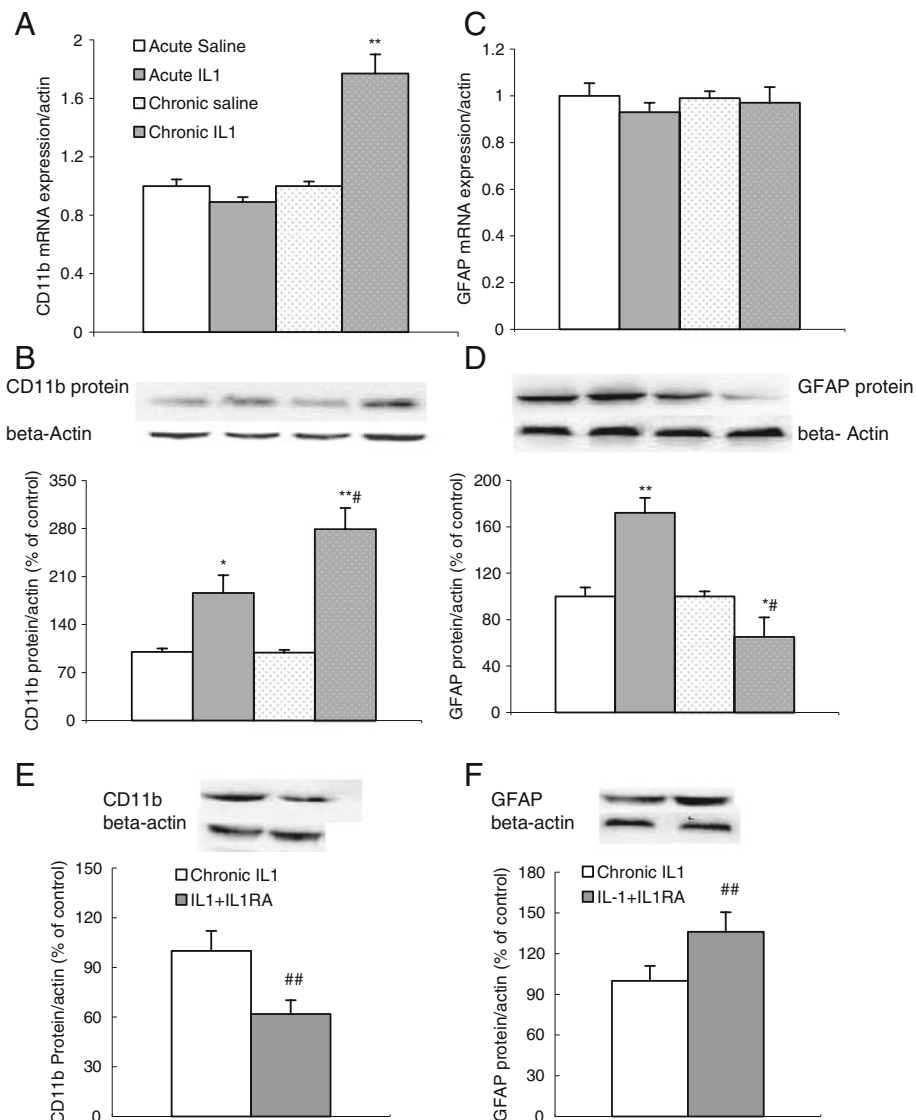 A
CD11b mRNA expression/actin
2
1.6
1.2
0.8
0.4
0
Acute Saline
Acute IL1
Chronic saline
Chronic IL1
**
C
GFAP mRNA expression/actin
1.2
1
0.8
0.6
0.4
0.2
0
B
CD11b protein
beta-Actin
CD11b protein/actin (% of control)
350
280
210
140
70
0
*
**#
D
GFAP protein
beta- Actin
GFAP protein/actin (% of control)
200
160
120
80
40
0
**
*#
E
CD11b
beta-actin
CD11b Protein/actin (% of control)
150
120
90
60
30
0
Chronic IL1
IL1+IL1RA
##
F
GFAP
beta-actin
GFAP protein/actin (% of control)
180
150
120
90
60
30
0
Chronic IL1
IL-1+IL1RA
##